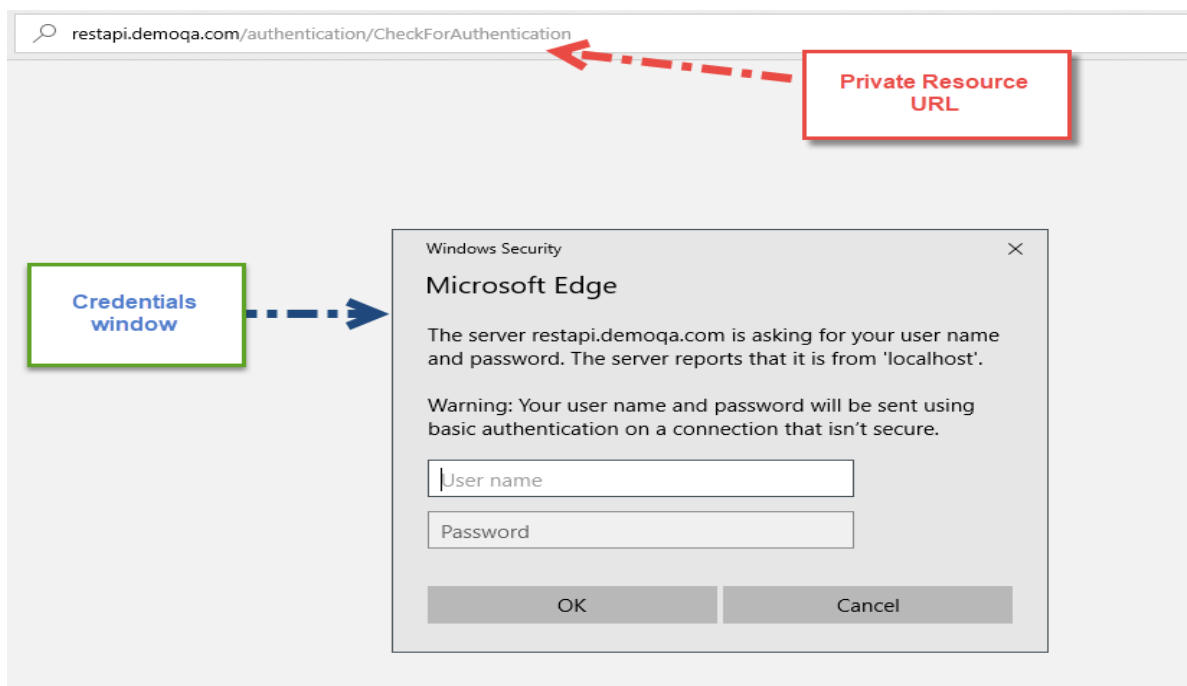 restapi.demoqa.com/authentication/CheckForAuthentication
Private Resource
URL
Credentials
window
Windows Security
Microsoft Edge
The server restapi.demoqa.com is asking for your user name
and password. The server reports that it is from 'localhost'.
Warning: Your user name and password will be sent using
basic authentication on a connection that isn’t secure.
User name
Password
OK
Cancel